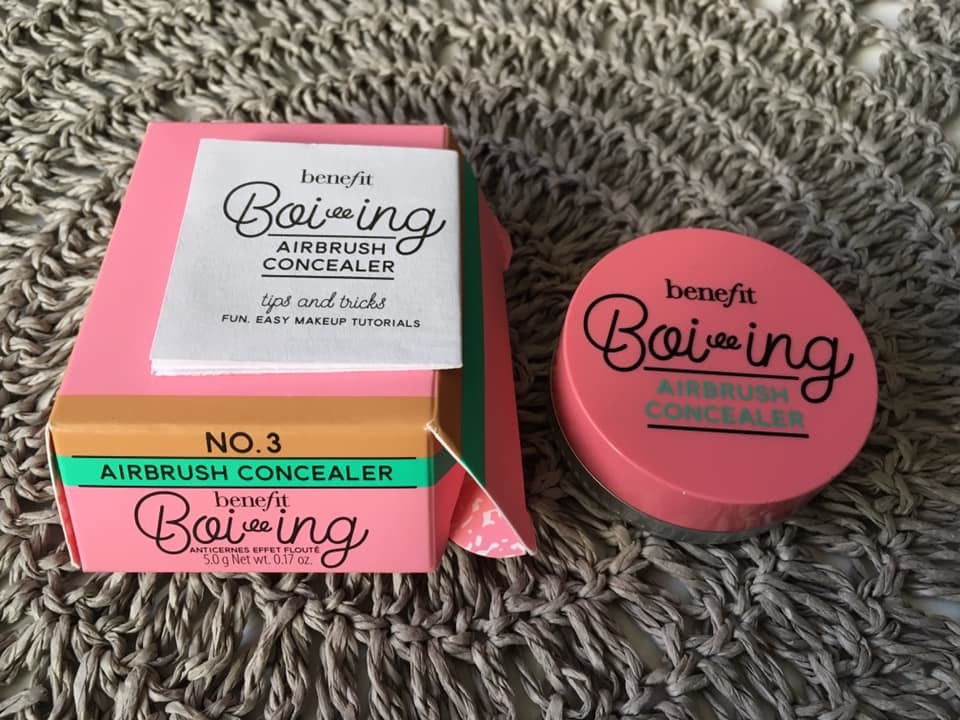 benefit
Boi-ing
AIRBRUSH
CONCEALER
tips and tricks
FUN, EASY MAKEUP TUTORIALS
NO. 3
AIRBRUSH CONCEALER
benefit
Boi-ing
ANTICERNES EFFET FLOUTÉ
5.0 g Net wt. 0.17 oz.
benefit
Boi-ing
AIRBRUSH
CONCEALER